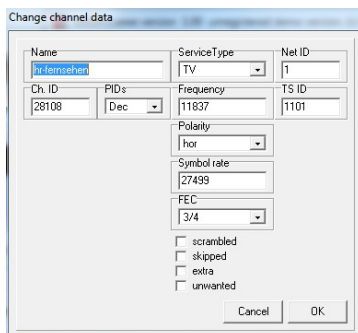 Change channel data
Name
hr-fernsehen
ServiceType
TV
Net ID
1
Ch. ID
28108
PIDs
Dec
Frequency
11837
TS ID
1101
Polarity
hor
Symbol rate
27499
FEC
3/4
scrambled
skipped
extra
unwanted
Cancel
OK